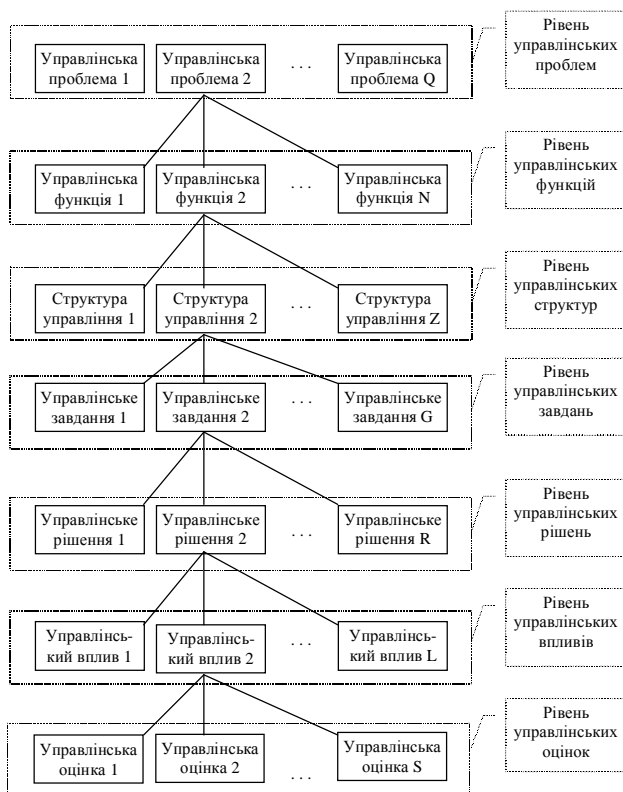 Управлінська
проблема 1
Управлінська
проблема 2
. . .
Управлінська
проблема Q
Рівень
управлінських
проблем
Управлінська
функція 1
Управлінська
функція 2
. . .
Управлінська
функція N
Рівень
управлінських
функцій
Структура
управління 1
Структура
управління 2
. . .
Структура
управління Z
Рівень
управлінських
структур
Управлінське
завдання 1
Управлінське
завдання 2
. . .
Управлінське
завдання G
Рівень
управлінських
завдань
Управлінське
рішення 1
Управлінське
рішення 2
. . .
Управлінське
рішення R
Рівень
управлінських
рішень
Управлінсь-
кий вплив 1
Управлінсь-
кий вплив 2
. . .
Управлінсь-
кий вплив L
Рівень
управлінських
впливів
Управлінська
оцінка 1
Управлінська
оцінка 2
. . .
Управлінська
оцінка S
Рівень
управлінських
оцінок